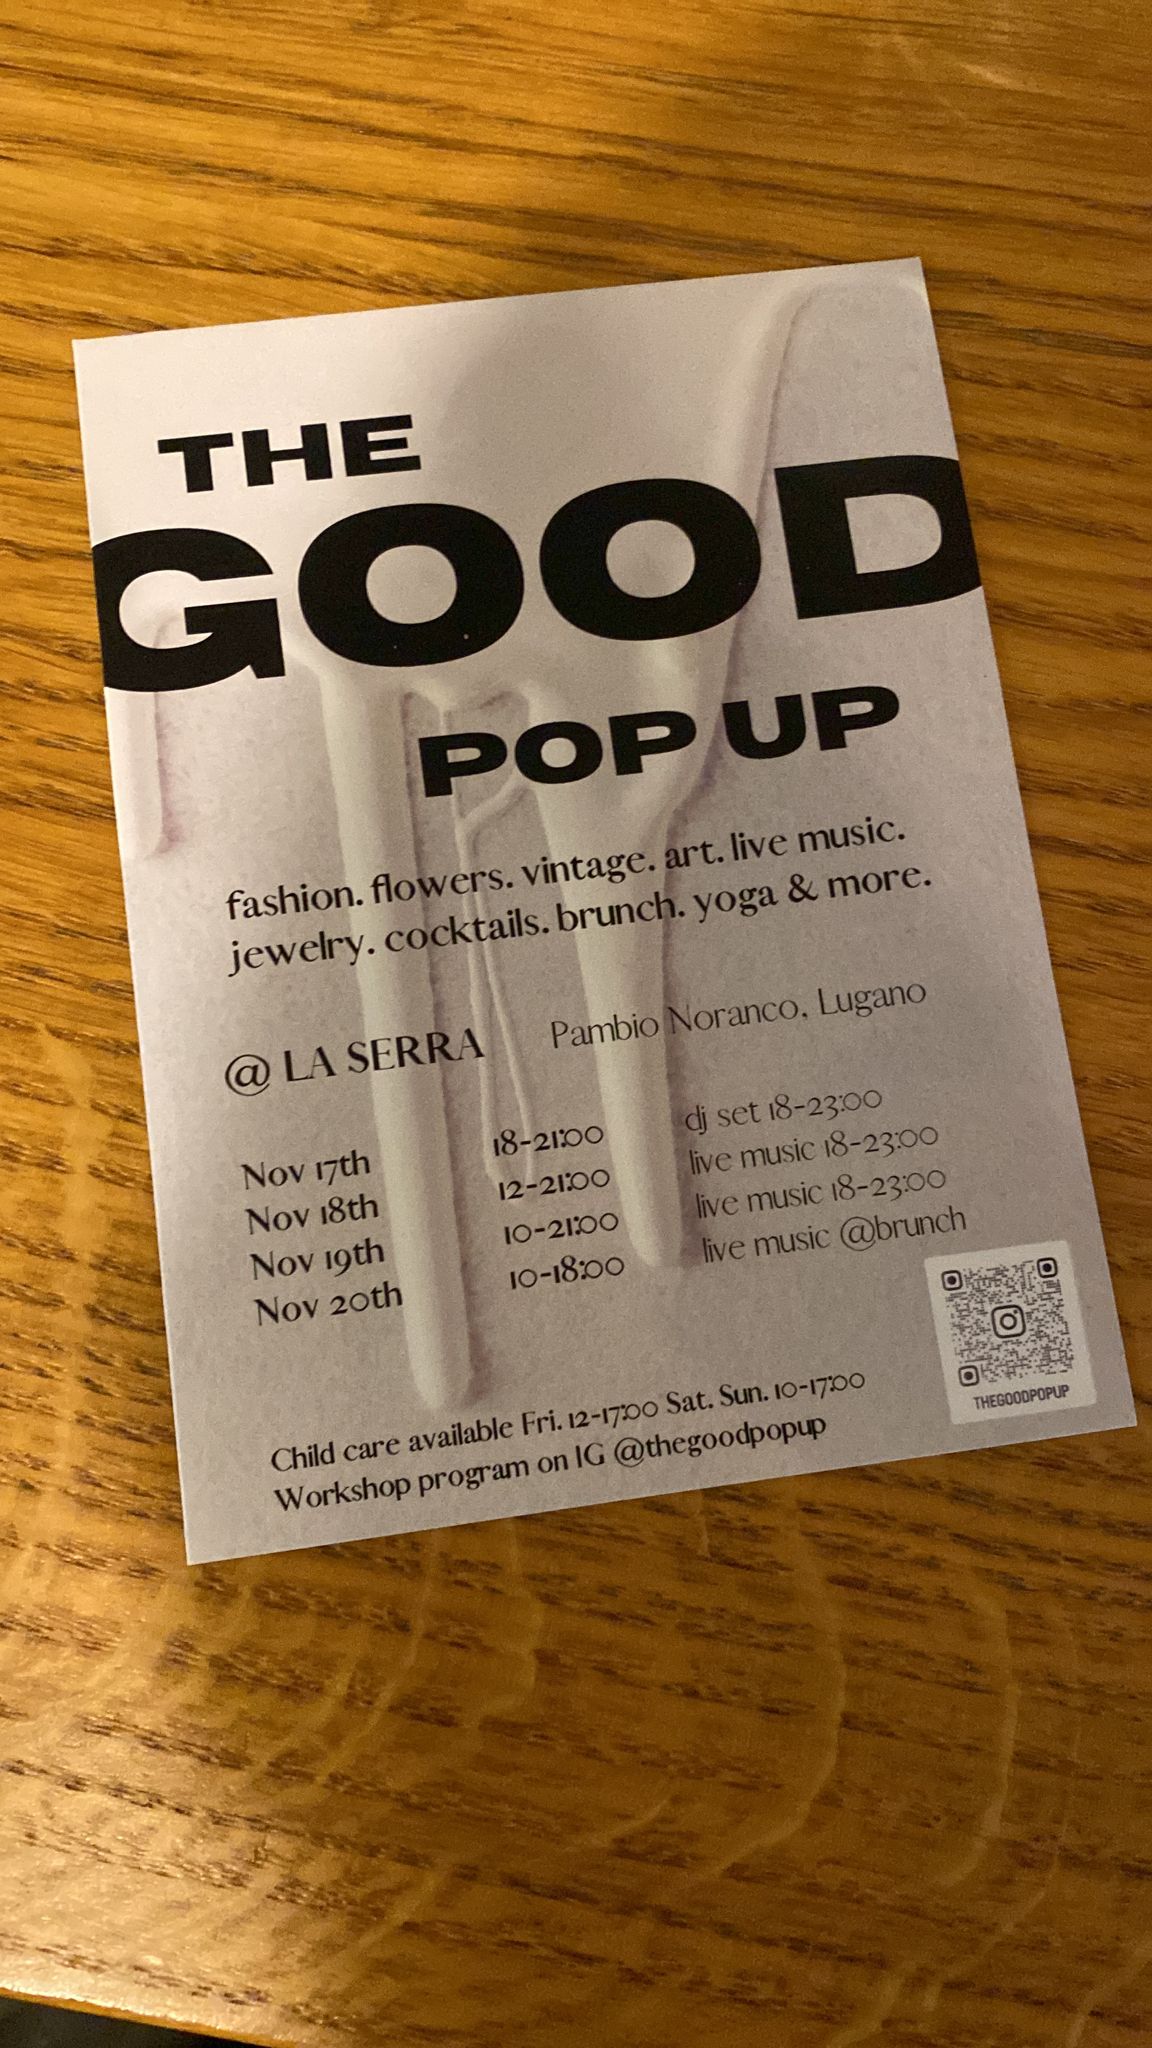 THE
GOOD
POP UP
fashion. flowers. vintage. art. live music.
jewelry. cocktails. brunch. yoga & more.
@ LA SERRA Pambio Noranco, Lugano
Nov 17th 18-21:00 dj set 18-23:00
Nov 18th 12-21:00 live music 18-23:00
Nov 19th 10-21:00 live music 18-23:00
Nov 20th 10-18:00 live music @brunch
THEGOODPOPUP
Child care available Fri. 12-17:00 Sat. Sun. 10-17:00
Workshop program on IG @thegoodpopup